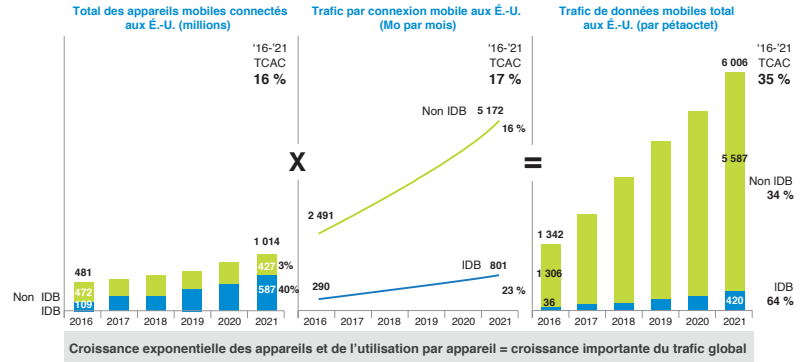 Total des appareils mobiles connectés
aux É.-U. (millions)
'16-'21
TCAC
16 %
481
472
109
1 014
427 3%
587 40%
Non IDB
IDB
2016 2017 2018 2019 2020 2021
X
Trafic par connexion mobile aux É.-U.
(Mo par mois)
'16-'21
TCAC
17 %
Non IDB 5 172
16 %
2 491
IDB 801
290
23 %
2016 2017 2018 2019 2020 2021
=
Trafic de données mobiles total
aux É.-U. (par pétaoctet)
'16-'21
TCAC
35 %
6 006
5 587
Non IDB
34 %
1 342
1 306
36
420
IDB
64 %
2016 2017 2018 2019 2020 2021
Croissance exponentielle des appareils et de l'utilisation par appareil = croissance importante du trafic global